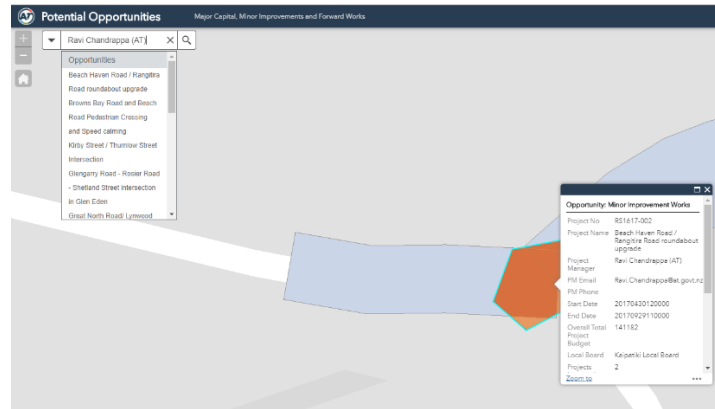 AT Potential Opportunities Major Capital, Minor Improvements and Forward Works
Ravi Chandrappa (AT)
Opportunities
Beach Haven Road / Rangitira
Road roundabout upgrade
Browns Bay Road and Beach
Road Pedestrian Crossing
and Speed calming
Kirby Street / Thurnlow Street
Intersection
Glengarry Road - Rosier Road
- Shetland Street intersection
in Glen Eden
Great North Road/ Lynwood
Opportunity: Minor Improvement Works
Project No RS1617-002
Project Name Beach Haven Road /
Rangitira Road roundabout
upgrade
Project Ravi Chandrappa (AT)
Manager
PM Email Ravi.Chandrappa@at.govt.nz
PM Phone
Start Date 20170430120000
End Date 20170929110000
Overall Total 141182
Project
Budget
Local Board Kaipatiki Local Board
Projects 2
Zoom to